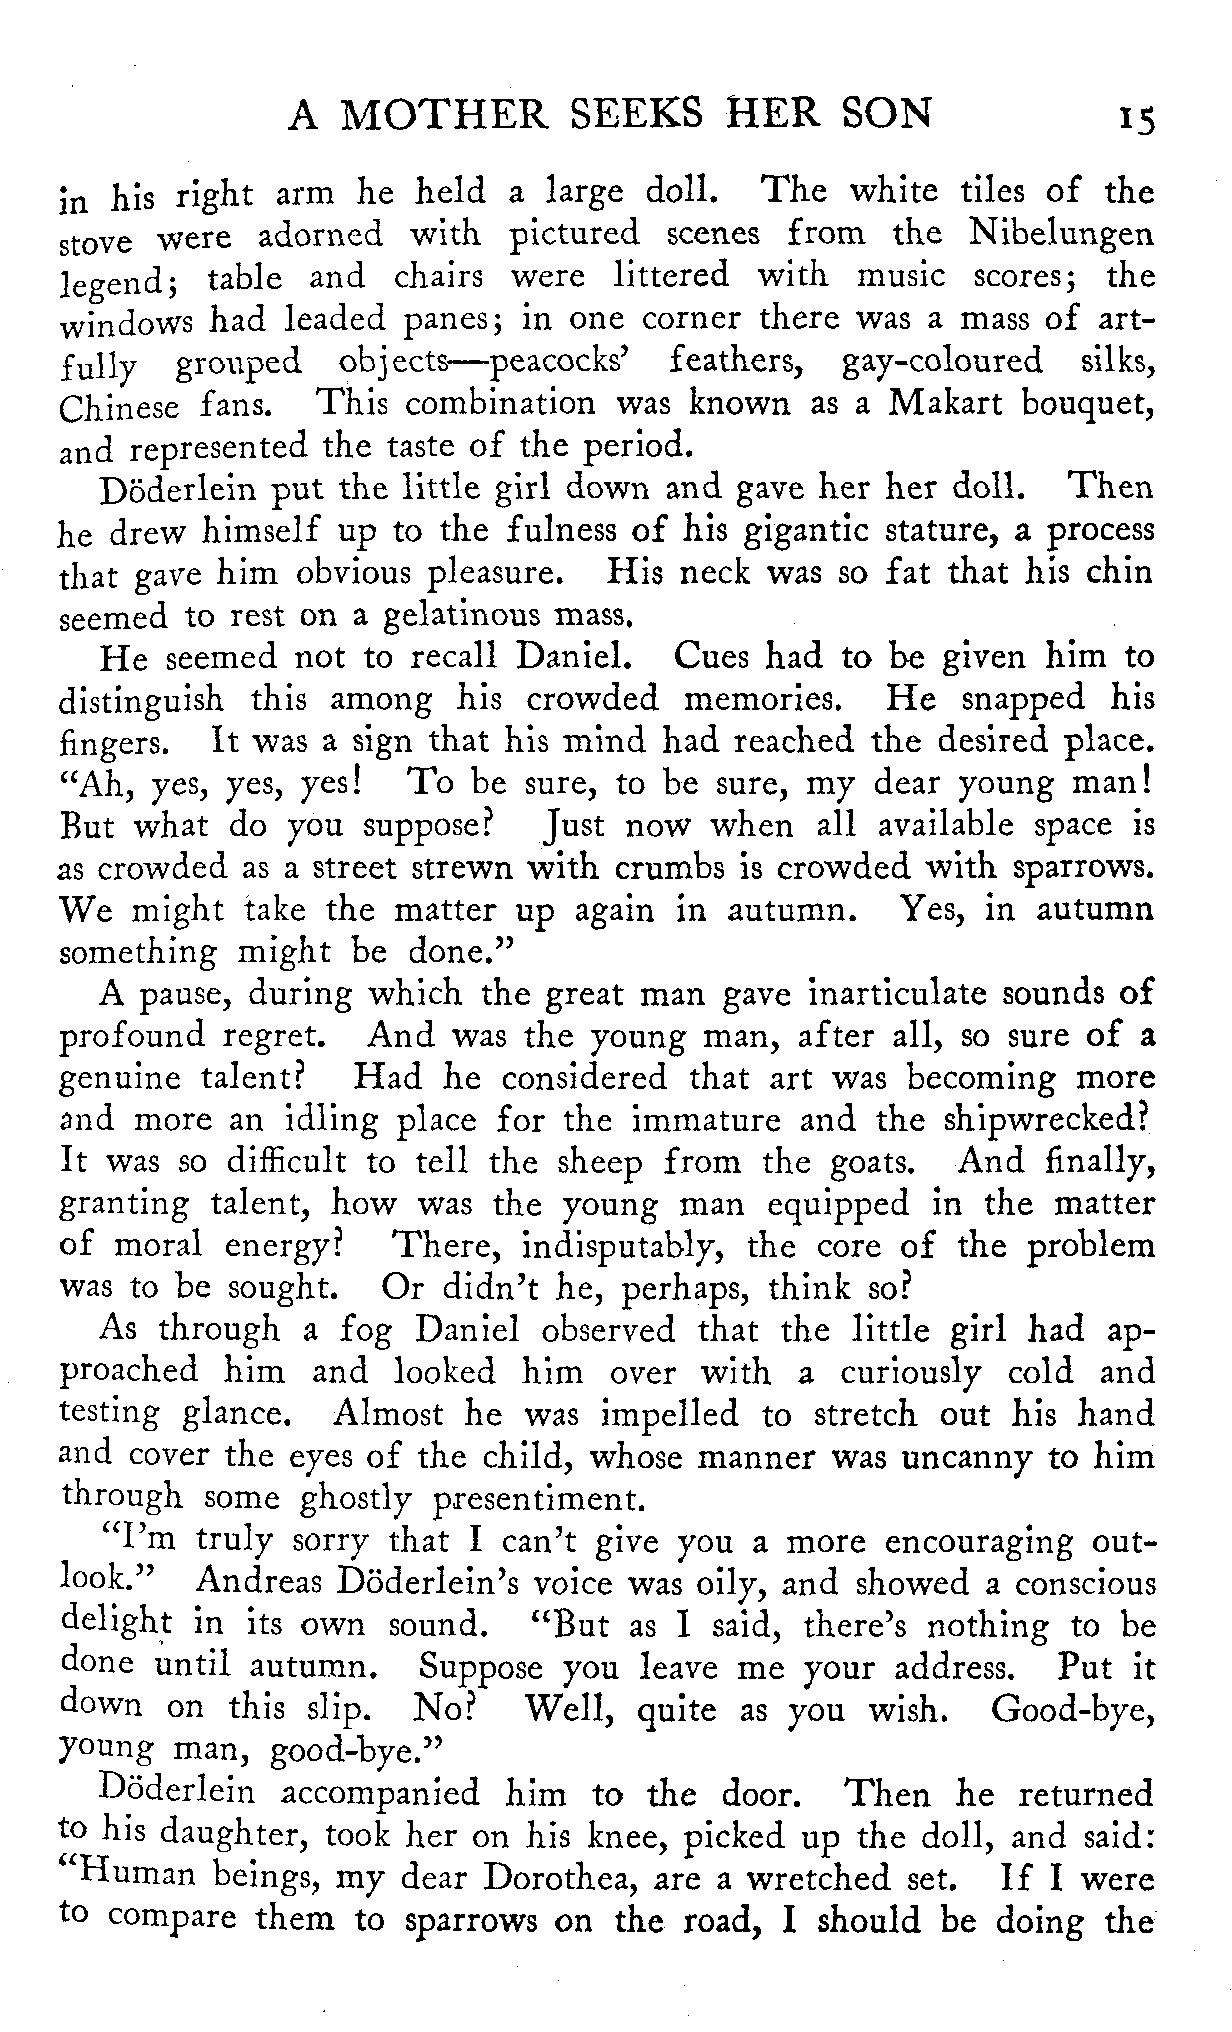 A MOTHER SEEKS HER SON 15
in his right arm he held a large doll. The white tiles of the
stove were adorned with pictured scenes from the Nibelungen
legend; table and chairs were littered with music scores; the
windows had leaded panes; in one corner there was a mass of art-
fully grouped objects—peacocks’ feathers, gay-coloured silks,
Chinese fans. This combination was known as a Makart bouquet,
and represented the taste of the period.
Döderlein put the little girl down and gave her her doll. Then
he drew himself up to the fulness of his gigantic stature, a process
that gave him obvious pleasure. His neck was so fat that his chin
seemed to rest on a gelatinous mass.
He seemed not to recall Daniel. Cues had to be given him to
distinguish this among his crowded memories. He snapped his
fingers. It was a sign that his mind had reached the desired place.
“Ah, yes, yes, yes! To be sure, to be sure, my dear young man!
But what do you suppose? Just now when all available space is
as crowded as a street strewn with crumbs is crowded with sparrows.
We might take the matter up again in autumn. Yes, in autumn
something might be done.”
A pause, during which the great man gave inarticulate sounds of
profound regret. And was the young man, after all, so sure of a
genuine talent? Had he considered that art was becoming more
and more an idling place for the immature and the shipwrecked?
It was so difficult to tell the sheep from the goats. And finally,
granting talent, how was the young man equipped in the matter
of moral energy? There, indisputably, the core of the problem
was to be sought. Or didn’t he, perhaps, think so?
As through a fog Daniel observed that the little girl had ap-
proached him and looked him over with a curiously cold and
testing glance. Almost he was impelled to stretch out his hand
and cover the eyes of the child, whose manner was uncanny to him
through some ghostly presentiment.
“I’m truly sorry that I can’t give you a more encouraging out-
look.” Andreas Döderlein’s voice was oily, and showed a conscious
delight in its own sound. “But as I said, there’s nothing to be
done until autumn. Suppose you leave me your address. Put it
down on this slip. No? Well, quite as you wish. Good-bye,
young man, good-bye.”
Döderlein accompanied him to the door. Then he returned
to his daughter, took her on his knee, picked up the doll, and said:
“Human beings, my dear Dorothea, are a wretched set. If I were
to compare them to sparrows on the road, I should be doing the